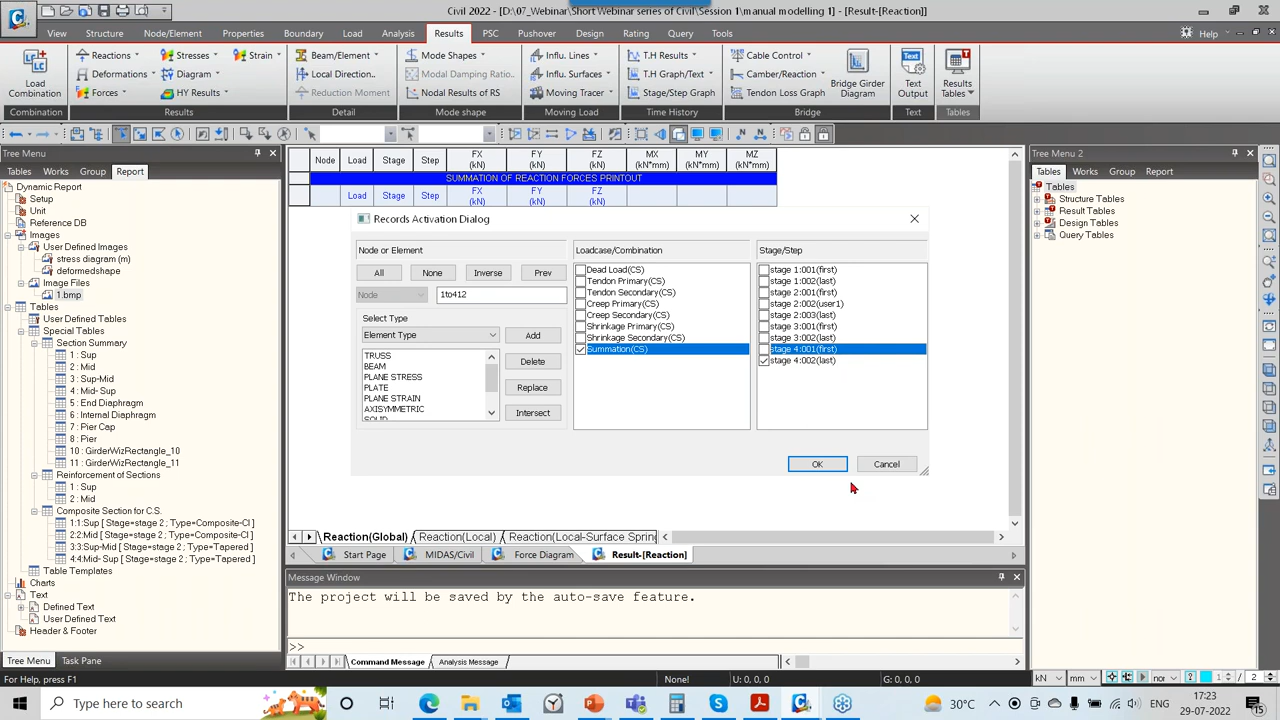 Civil 2022 - [D:\07_Webinar\Short Webinar series of Civil\Session 1\manual modelling 1] - [Result-[Reaction]]
View Structure Node/Element Properties Boundary Load Analysis Results PSC Pushover Design Rating Query Tools Help
Reactions Stresses Strain Beam/Element Mode Shapes Influ. Lines T.H Results Cable Control
Load Combination Deformations Diagram Local Direction.. Modal Damping Ratio.. Influ. Surfaces T.H Graph/Text Camber/Reaction Bridge Girder Diagram Text Output Results Tables
Forces HY Results Reduction Moment Nodal Results of RS Moving Tracer Stage/Step Graph Tendon Loss Graph
Combination Results Detail Mode shape Moving Load Time History Bridge Text Tables
Tree Menu
Tables Works Group Report
Dynamic Report
Setup
Unit
Reference DB
Images
User Defined Images
stress diagram (m)
deformedshape
Image Files
1.bmp
Tables
User Defined Tables
Special Tables
Section Summary
1 : Sup
2 : Mid
3 : Sup-Mid
4 : Mid- Sup
5 : End Diaphragm
6 : Internal Diaphragm
7 : Pier Cap
8 : Pier
10 : GirderWizRectangle_10
11 : GirderWizRectangle_11
Reinforcement of Sections
1 : Sup
2 : Mid
Composite Section for C.S.
1:1:Sup [ Stage=stage 2 ; Type=Composite-CI ]
2:2:Mid [ Stage=stage 2 ; Type=Composite-CI ]
3:3:Sup-Mid [ Stage=stage 2 ; Type=Tapered ]
4:4:Mid- Sup [ Stage=stage 2 ; Type=Tapered ]
Table Templates
Charts
Text
Defined Text
User Defined Text
Header & Footer
Tree Menu Task Pane
Node Load Stage Step FX (kN) FY (kN) FZ (kN) MX (kN*mm) MY (kN*mm) MZ (kN*mm)
SUMMATION OF REACTION FORCES PRINTOUT
Load Stage Step FX (kN) FY (kN) FZ (kN)
Records Activation Dialog
Node or Element
All None Inverse Prev
Node 1to412
Select Type
Element Type Add
TRUSS
BEAM
PLANE STRESS
PLATE
PLANE STRAIN
AXISYMMETRIC
SOLID
Delete
Replace
Intersect
Loadcase/Combination
Dead Load(CS)
Tendon Primary(CS)
Tendon Secondary(CS)
Creep Primary(CS)
Creep Secondary(CS)
Shrinkage Primary(CS)
Shrinkage Secondary(CS)
Summation(CS)
Stage/Step
stage 1:001(first)
stage 1:002(last)
stage 2:001(first)
stage 2:002(user1)
stage 2:003(last)
stage 3:001(first)
stage 3:002(last)
stage 4:001(first)
stage 4:002(last)
OK Cancel
Reaction(Global) Reaction(Local) Reaction(Local-Surface Sprin
Start Page MIDAS/Civil Force Diagram Result-[Reaction]
Message Window
The project will be saved by the auto-save feature.
>>
Command Message Analysis Message
Tree Menu 2
Tables Works Group Report
Tables
Structure Tables
Result Tables
Design Tables
Query Tables
For Help, press F1 None! U: 0, 0, 0 G: 0, 0, 0 kN mm nor 1 / 2
Type here to search 30°C ENG 17:23
29-07-2022 15